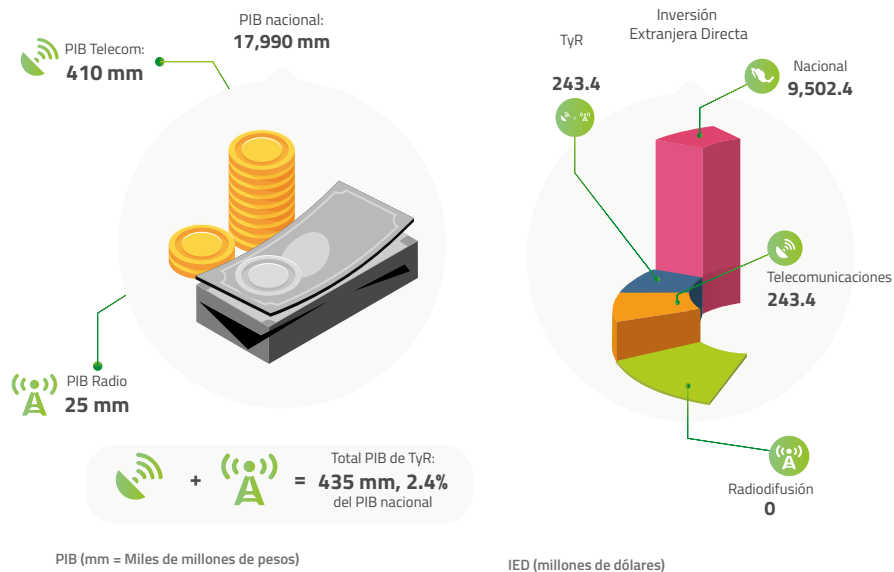 PIB nacional:
17,990 mm
PIB Telecom:
410 mm
PIB Radio
25 mm
+
=
Total PIB de TyR:
435 mm, 2.4%
del PIB nacional
PIB (mm = Miles de millones de pesos)
Inversión
Extranjera Directa
TyR
243.4
+
Nacional
9,502.4
Telecomunicaciones
243.4
Radiodifusión
0
IED (millones de dólares)